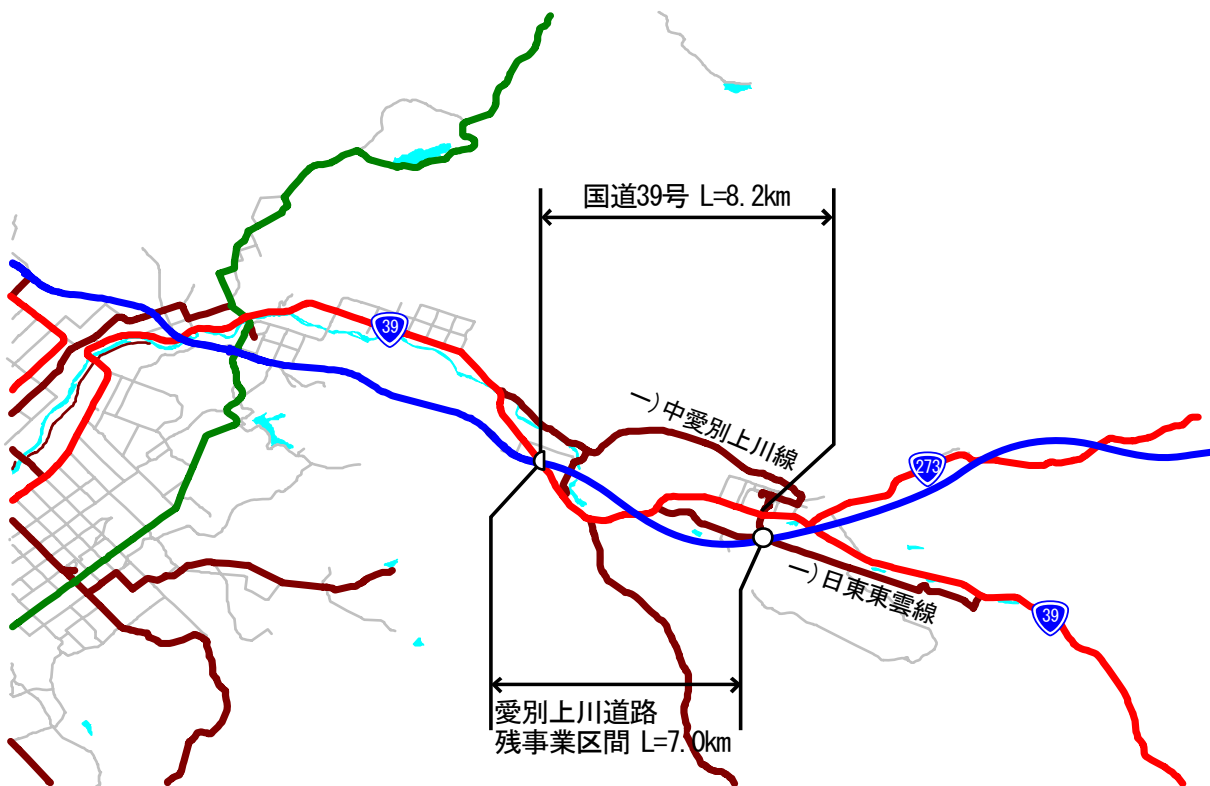 国道39号 L=8.2km
39
一)中愛別上川線
273
一)日東東雲線
39
愛別上川道路
残事業区間 L=7.0km